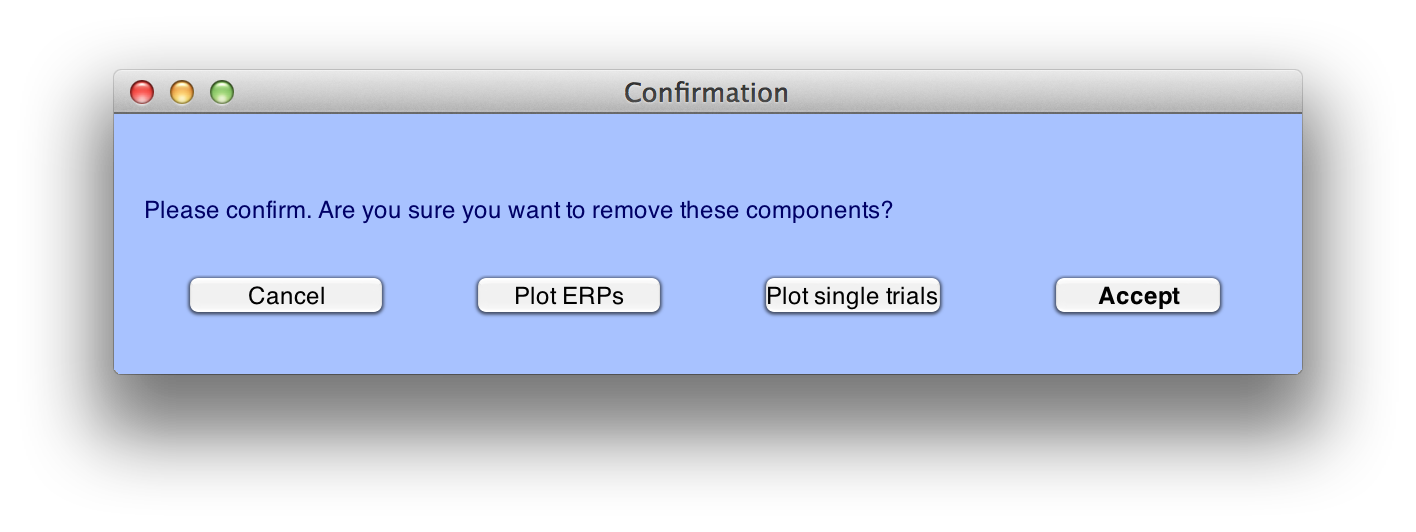 Confirmation
Please confirm. Are you sure you want to remove these components?
Cancel
Plot ERPs
Plot single trials
Accept